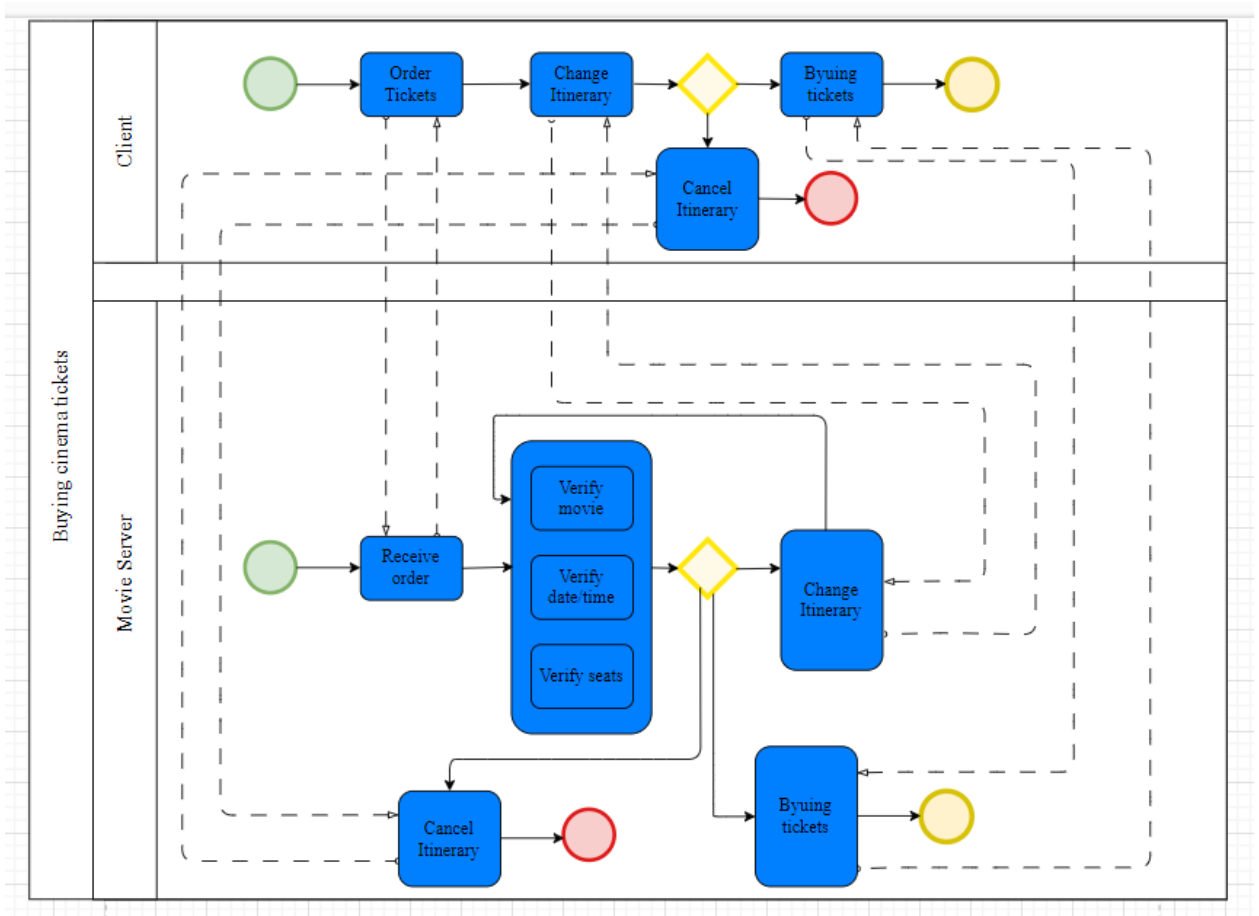 Buying cinema tickets
Client
Order
Tickets
Change
Itinerary
Byuing
tickets
Cancel
Itinerary
Movie Server
Receive
order
Verify
movie
Verify
date/time
Verify seats
Change
Itinerary
Cancel
Itinerary
Byuing
tickets